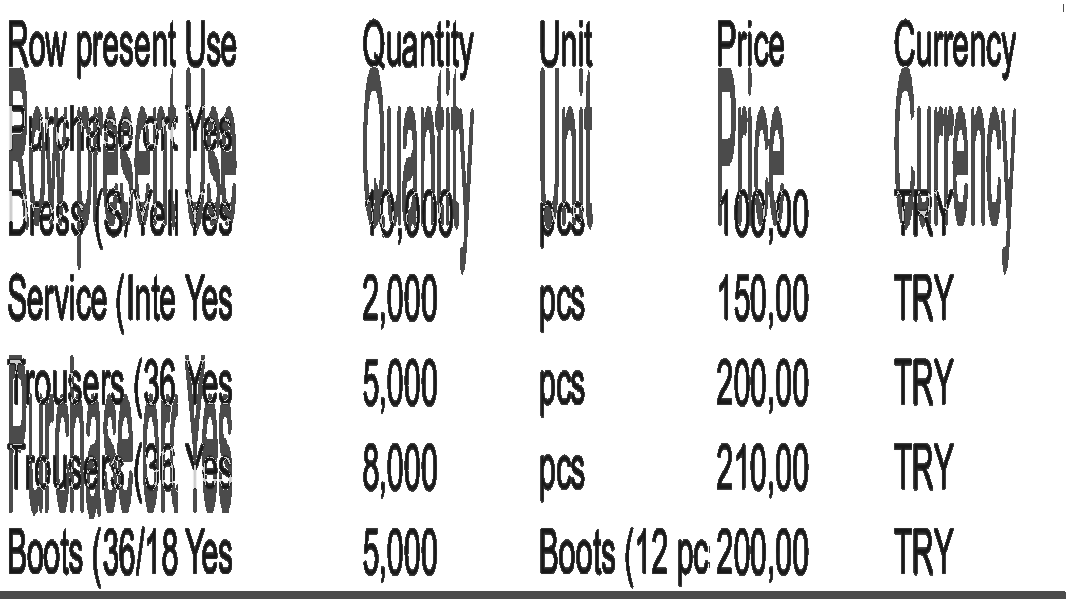 Row present Use Quantity Unit Price Currency
Purchase or Yes
Dress (S/Yell Yes 10,000 pcs 100,00 TRY
Service (Inte Yes 2,000 pcs 150,00 TRY
Trousers (36 Yes 5,000 pcs 200,00 TRY
Trousers (38 Yes 8,000 pcs 210,00 TRY
Boots (36/18 Yes 5,000 Boots (12 pc 200,00 TRY